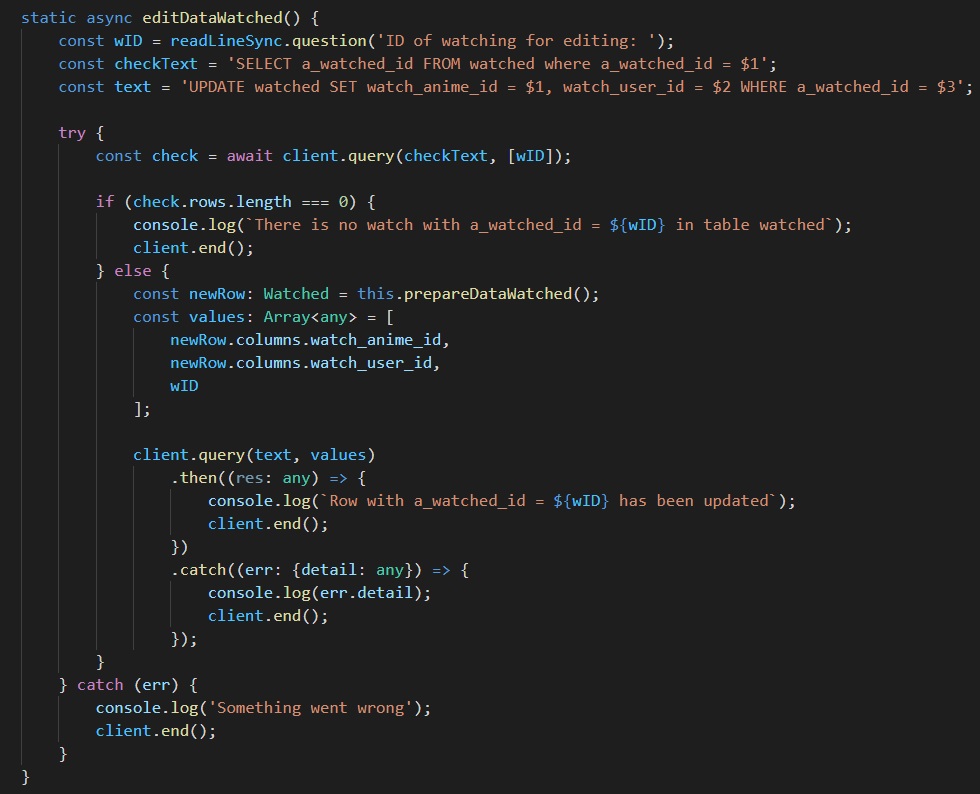 static async editDataWatched() {
    const wID = readLineSync.question('ID of watching for editing: ');
    const checkText = 'SELECT a_watched_id FROM watched where a_watched_id = $1';
    const text = 'UPDATE watched SET watch_anime_id = $1, watch_user_id = $2 WHERE a_watched_id = $3';

    try {
        const check = await client.query(checkText, [wID]);

        if (check.rows.length === 0) {
            console.log(`There is no watch with a_watched_id = ${wID} in table watched`);
            client.end();
        } else {
            const newRow: Watched = this.prepareDataWatched();
            const values: Array<any> = [
                newRow.columns.watch_anime_id,
                newRow.columns.watch_user_id,
                wID
            ];

            client.query(text, values)
                .then((res: any) => {
                    console.log(`Row with a_watched_id = ${wID} has been updated`);
                    client.end();
                })
                .catch((err: {detail: any}) => {
                    console.log(err.detail);
                    client.end();
                });
        }
    } catch (err) {
        console.log('Something went wrong');
        client.end();
    }
}